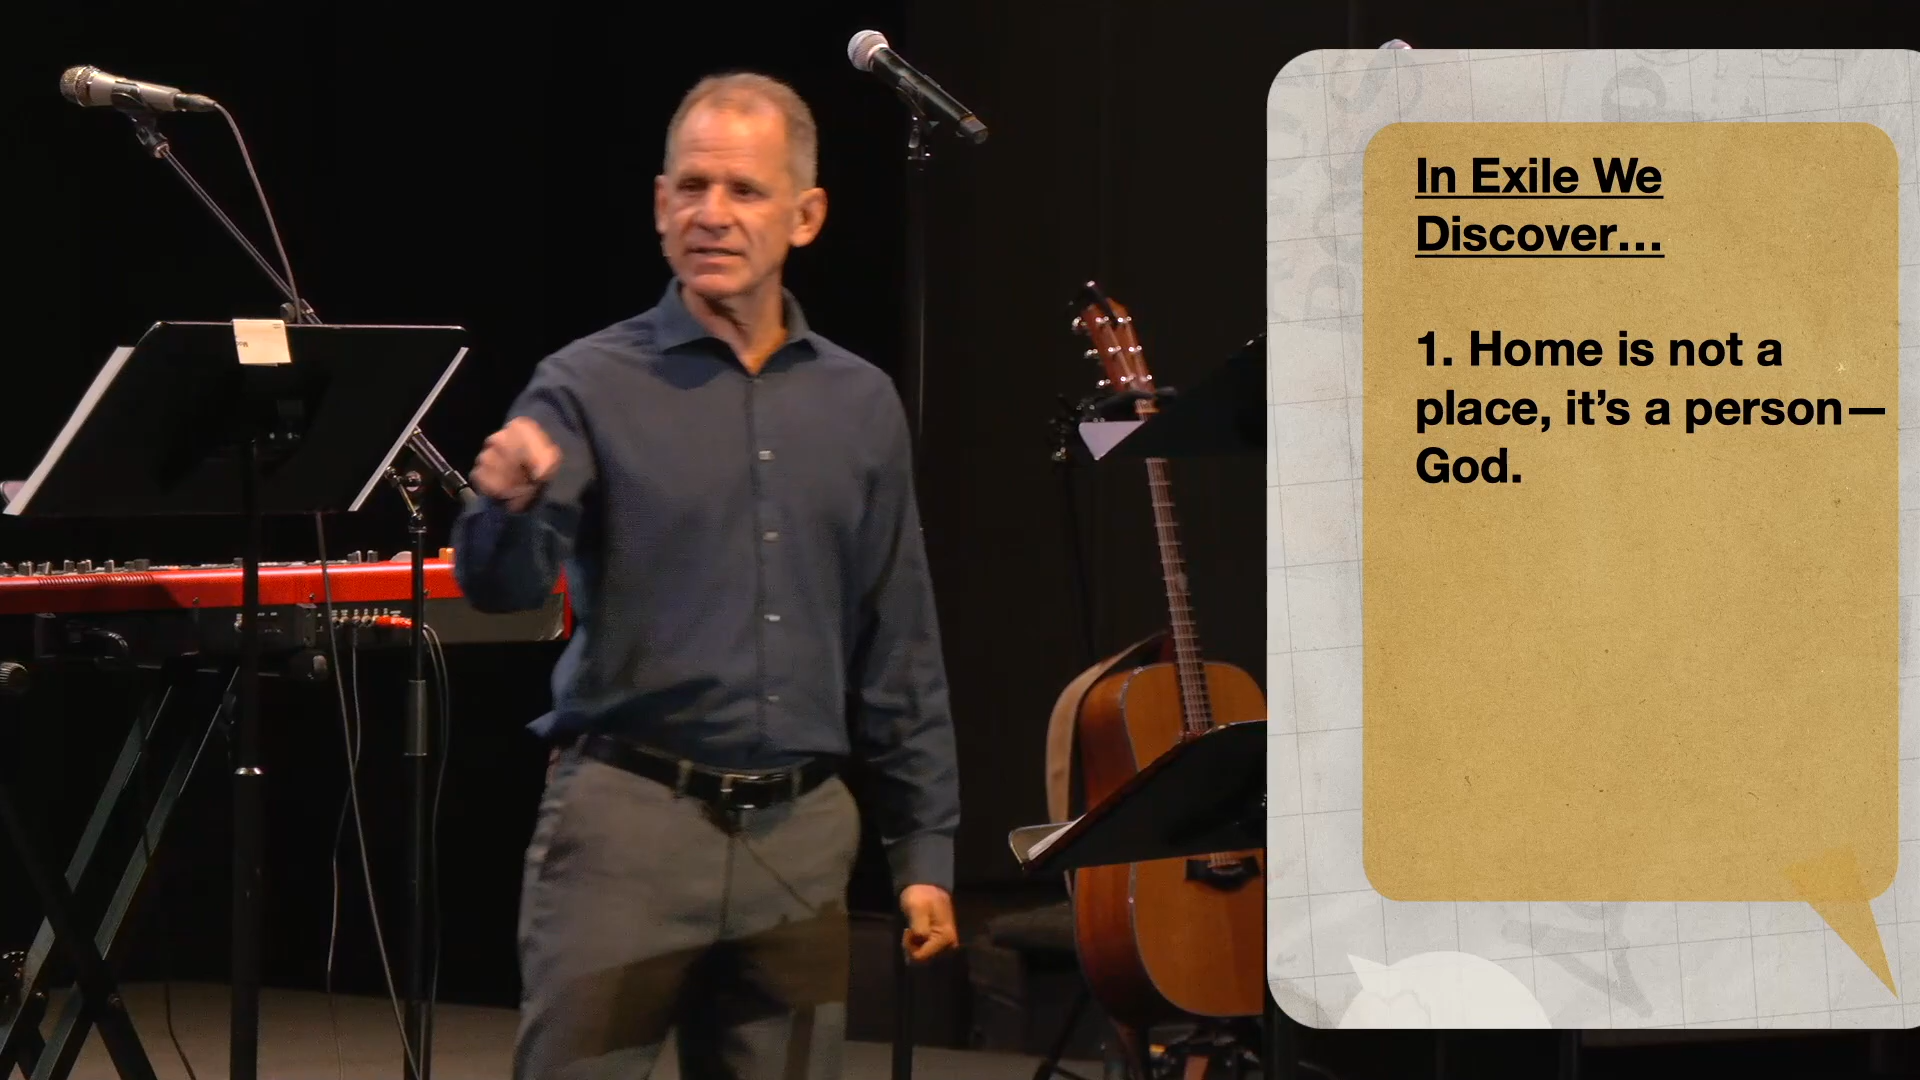 In Exile We
Discover...
1. Home is not a
place, it’s a person—
God.